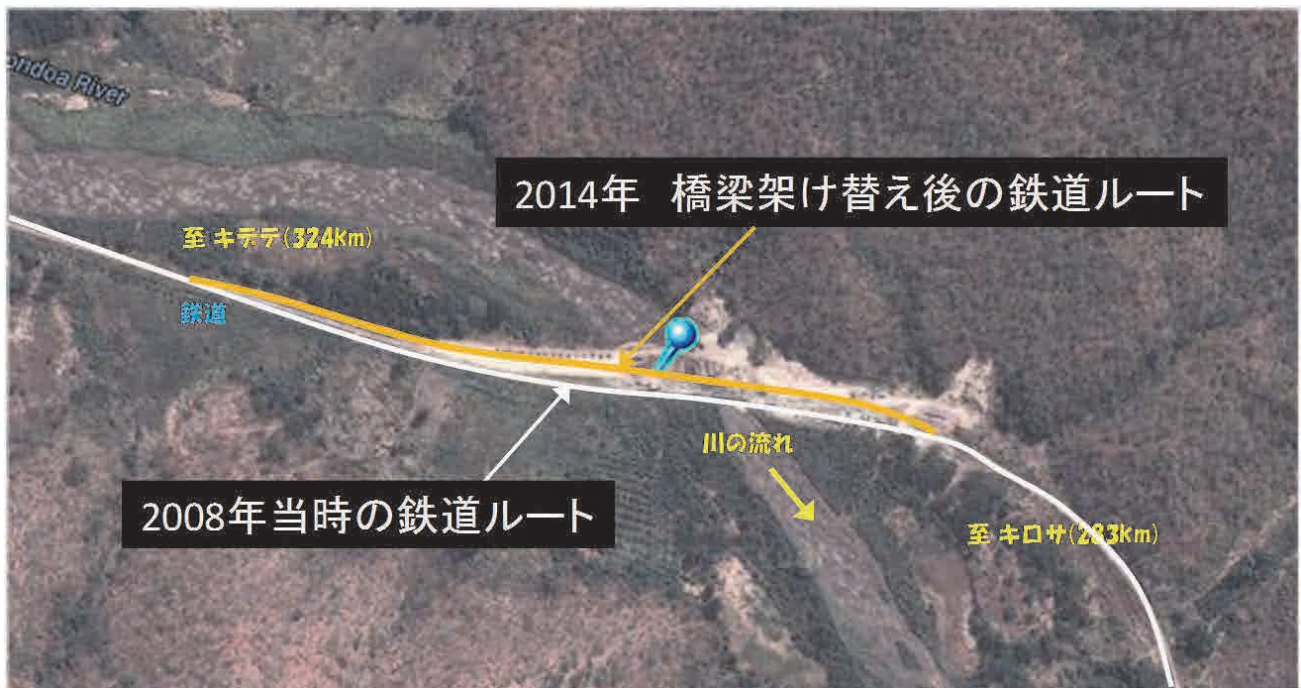 ondoa River
2014年 橋梁架け替え後の鉄道ルート
至 キデテ(324km)
鉄道
川の流れ
2008年当時の鉄道ルート
至 キロサ(283km)